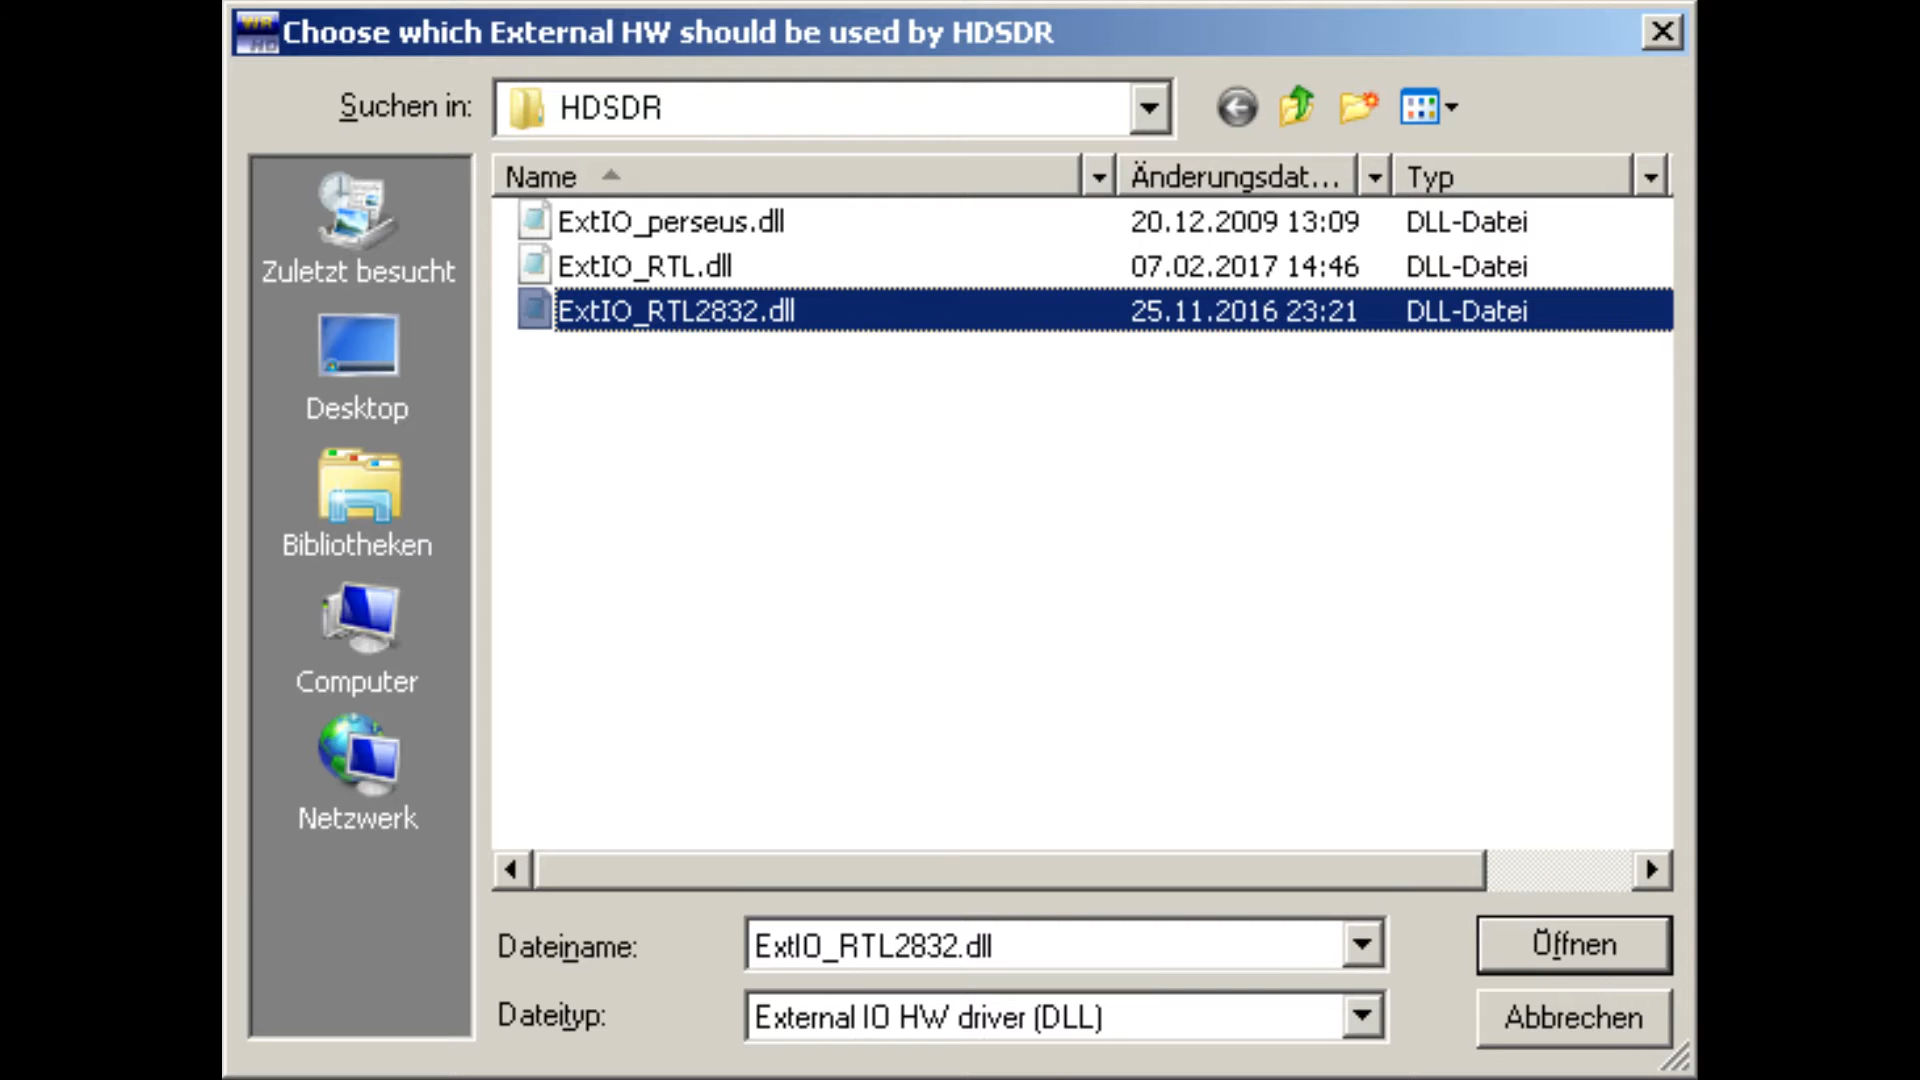 Choose which External HW should be used by HDSDR
Suchen in: HDSDR
Name Änderungsdat... Typ
ExtIO_perseus.dll 20.12.2009 13:09 DLL-Datei
ExtIO_RTL.dll 07.02.2017 14:46 DLL-Datei
ExtIO_RTL2832.dll 25.11.2016 23:21 DLL-Datei
Zuletzt besucht
Desktop
Bibliotheken
Computer
Netzwerk
Dateiname: ExtIO_RTL2832.dll Öffnen
Dateityp: External IO HW driver (DLL) Abbrechen